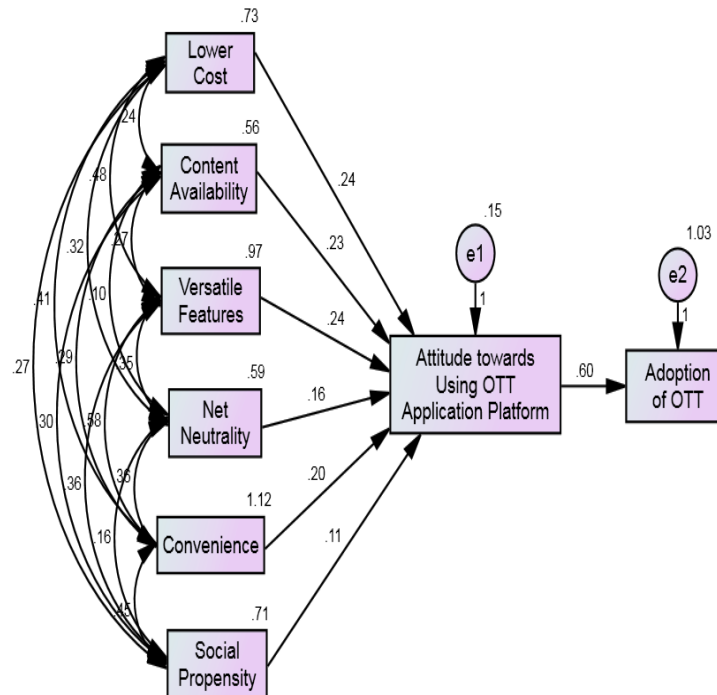 .73
Lower
Cost
.24
.56
Content
Availability
.48
.24
.27
.23
.32
.10
.97
Versatile
Features
.24
.15
e1
1
1.03
e2
1
.41
.27
.29
.35
.59
Net
Neutrality
.16
Attitude towards
Using OTT
Application Platform
.60
Adoption
of OTT
.30
.58
.36
.36
.20
1.12
Convenience
.16
.11
.45
.71
Social
Propensity